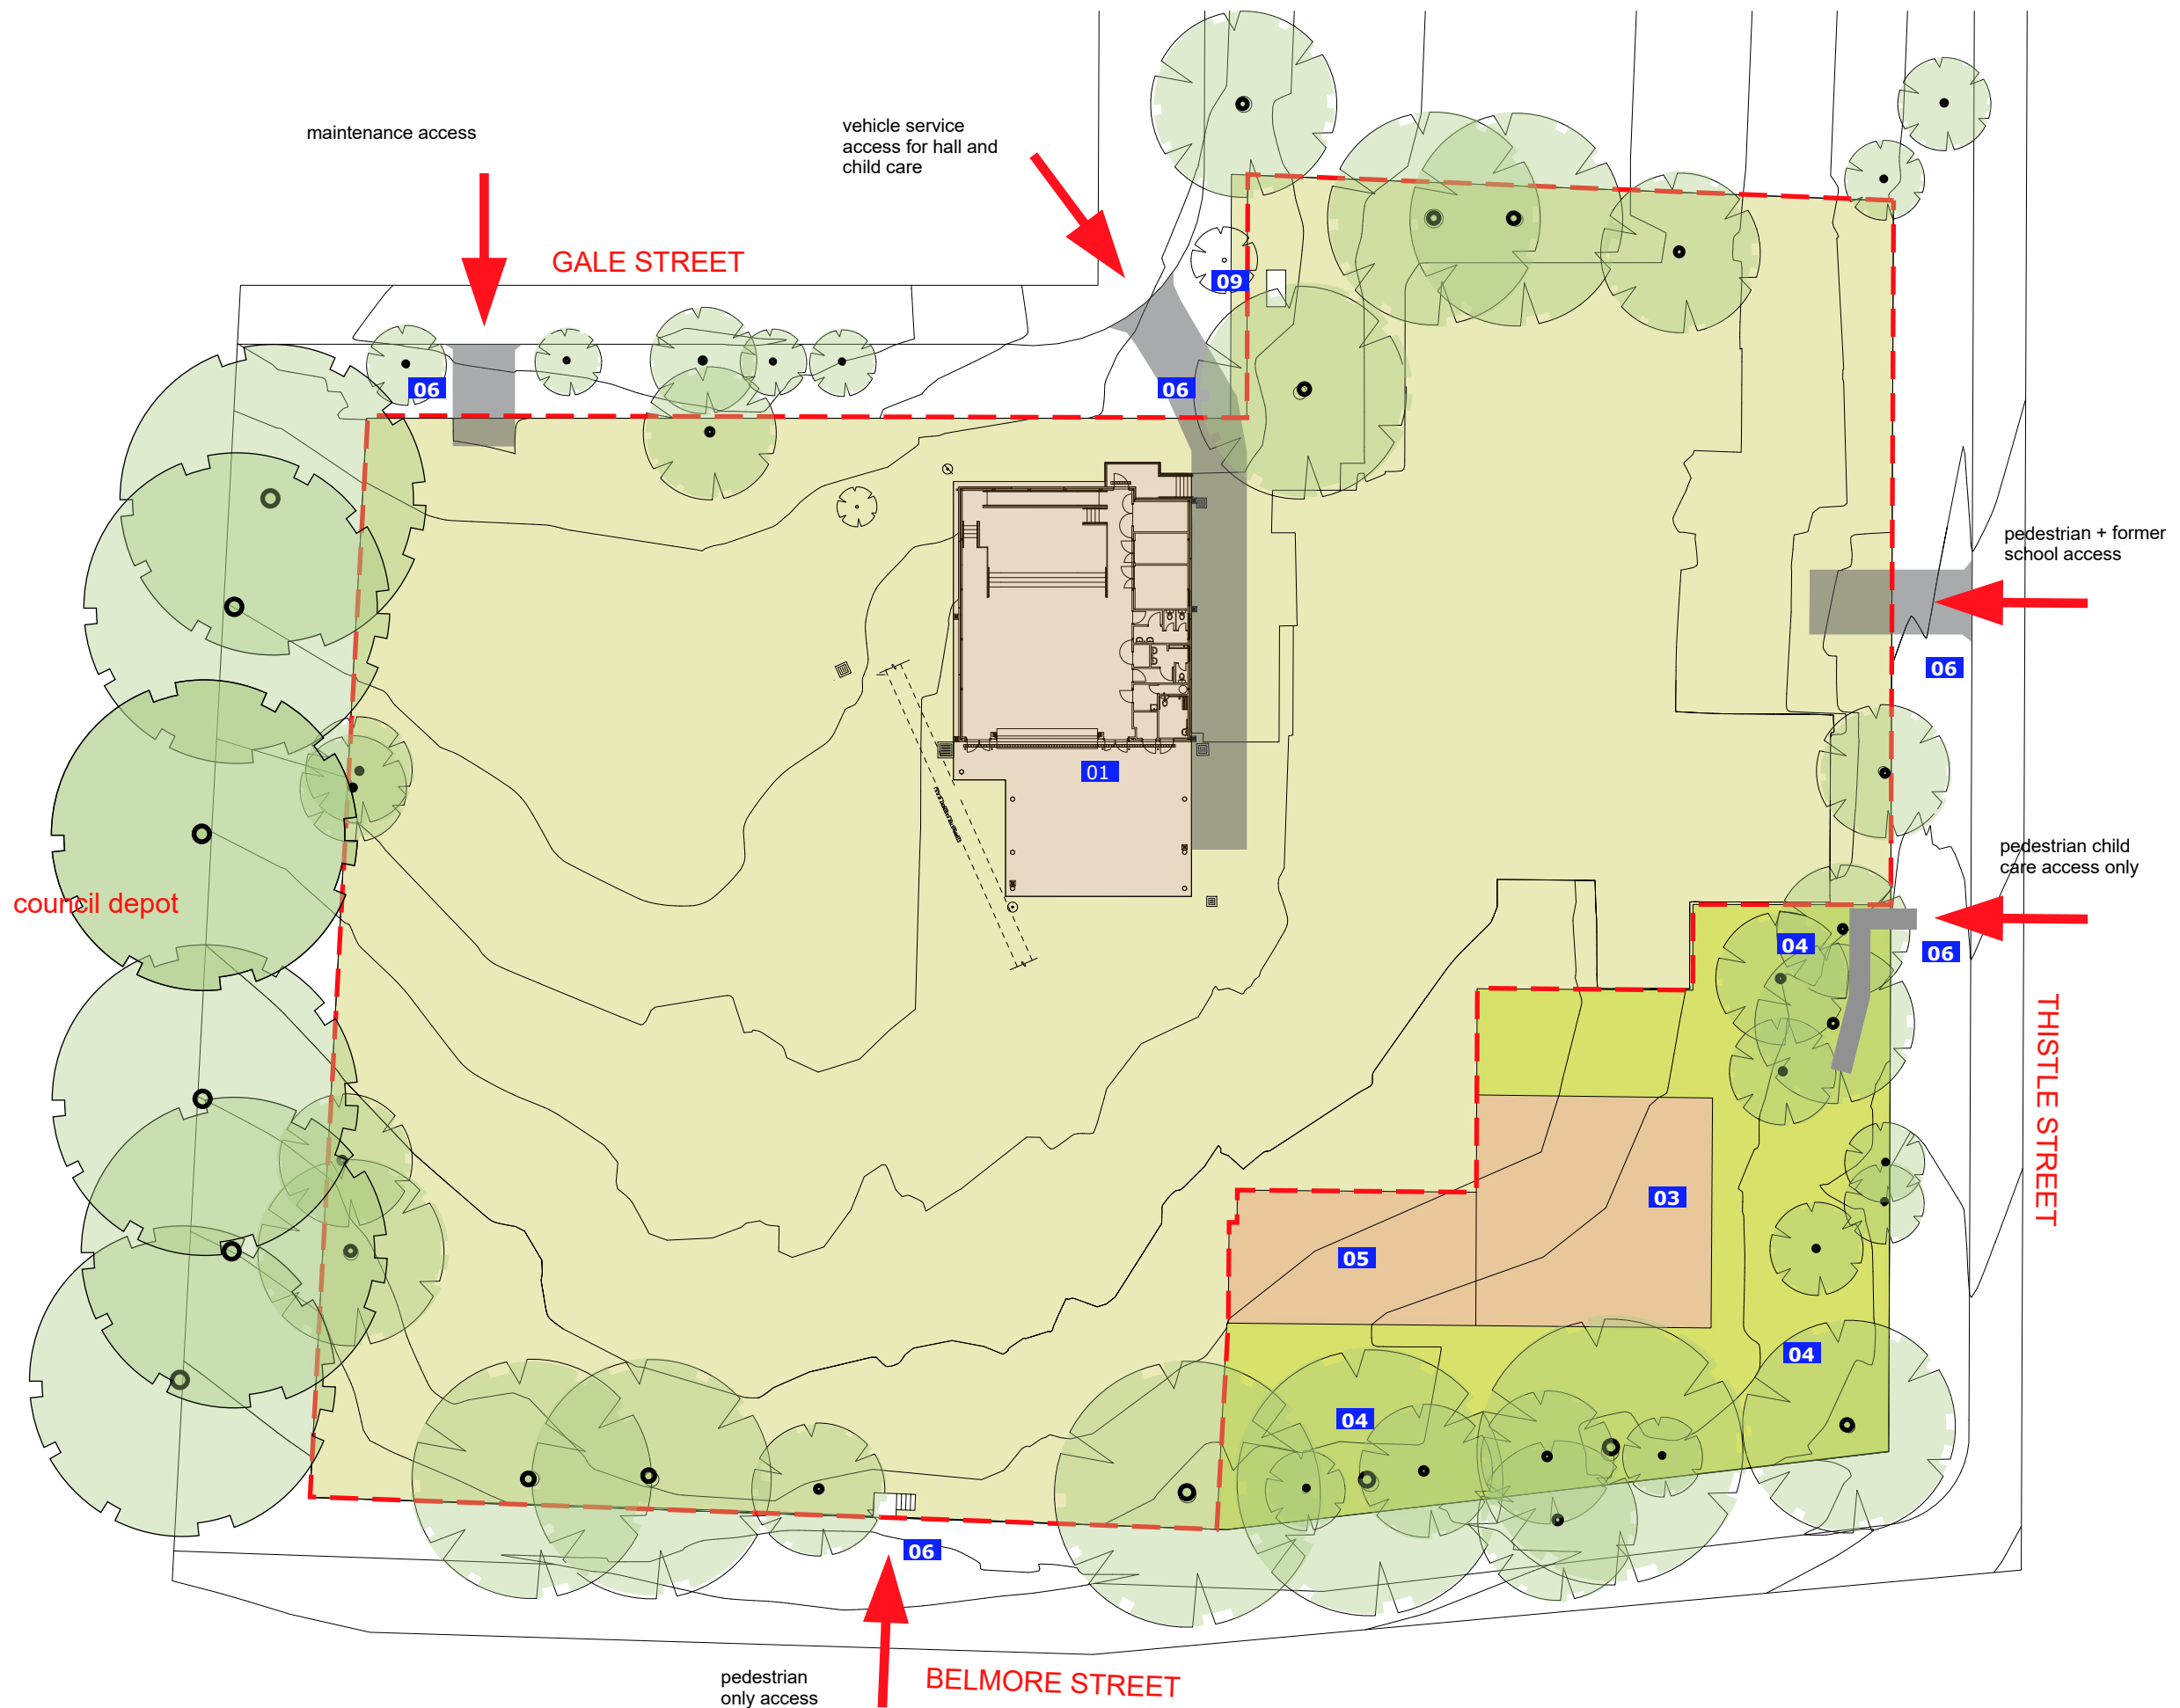 maintenance access
vehicle service
access for hall and
child care
GALE STREET
09
06
06
pedestrian + former
school access
06
01
pedestrian child
care access only
council depot
04
06
THISTLE STREET
03
05
04
04
06
pedestrian
only access
BELMORE STREET